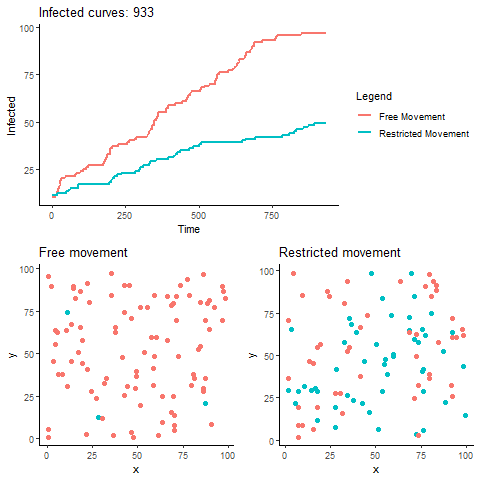 Infected curves: 933
100
75
50
25
Infected
0
250
500
750
Time
Legend
Free Movement
Restricted Movement
Free movement
100
75
50
25
0
y
0
25
50
75
100
x
Restricted movement
100
75
50
25
0
y
0
25
50
75
100
x